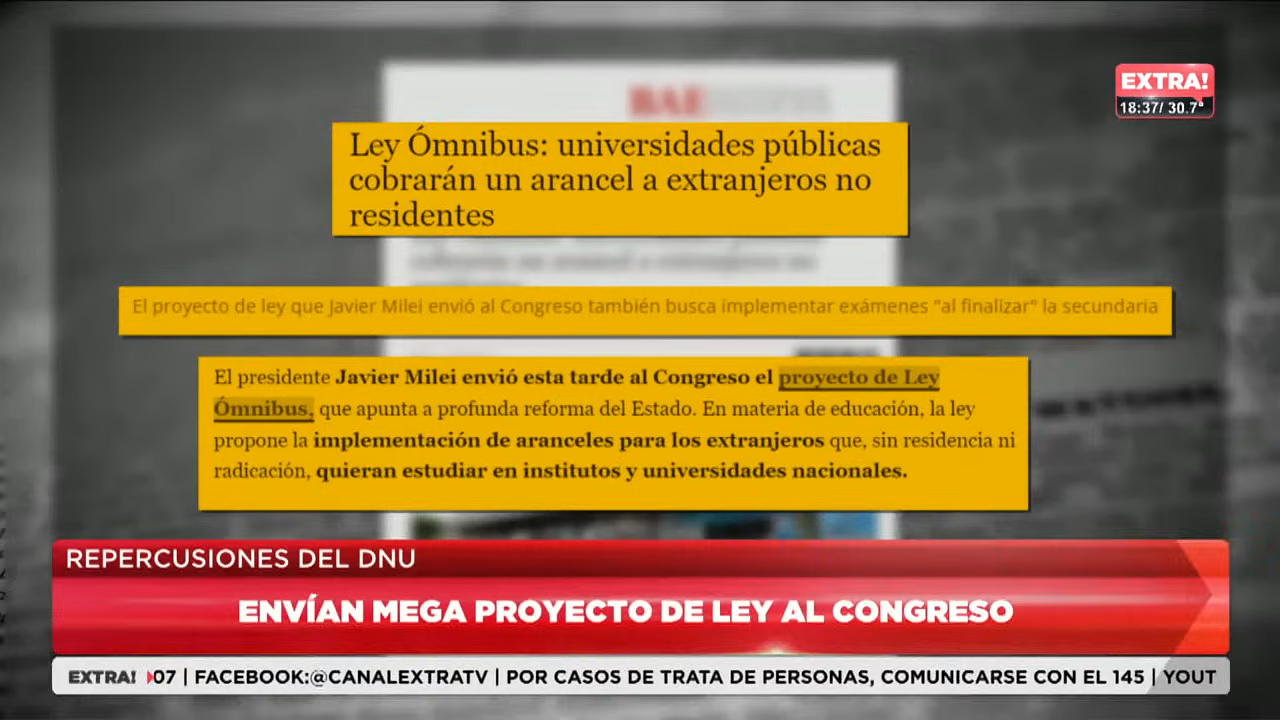 BAE
EXTRA!
18:37/ 30.7°
Ley Ómnibus: universidades públicas
cobrarán un arancel a extranjeros no
residentes
El proyecto de ley que Javier Milei envió al Congreso también busca implementar exámenes "al finalizar" la secundaria
El presidente Javier Milei envió esta tarde al Congreso el proyecto de Ley
Ómnibus, que apunta a profunda reforma del Estado. En materia de educación, la ley
propone la implementación de aranceles para los extranjeros que, sin residencia ni
radicación, quieran estudiar en institutos y universidades nacionales.
REPERCUSIONES DEL DNU
ENVÍAN MEGA PROYECTO DE LEY AL CONGRESO
EXTRA! 07 | FACEBOOK:@CANALEXTRATV | POR CASOS DE TRATA DE PERSONAS, COMUNICARSE CON EL 145 | YOUT